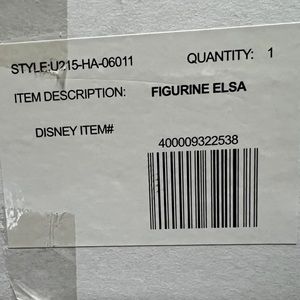 STYLE:U215-HA-06011 QUANTITY: 1
ITEM DESCRIPTION: FIGURINE ELSA
DISNEY ITEM#
400009322538